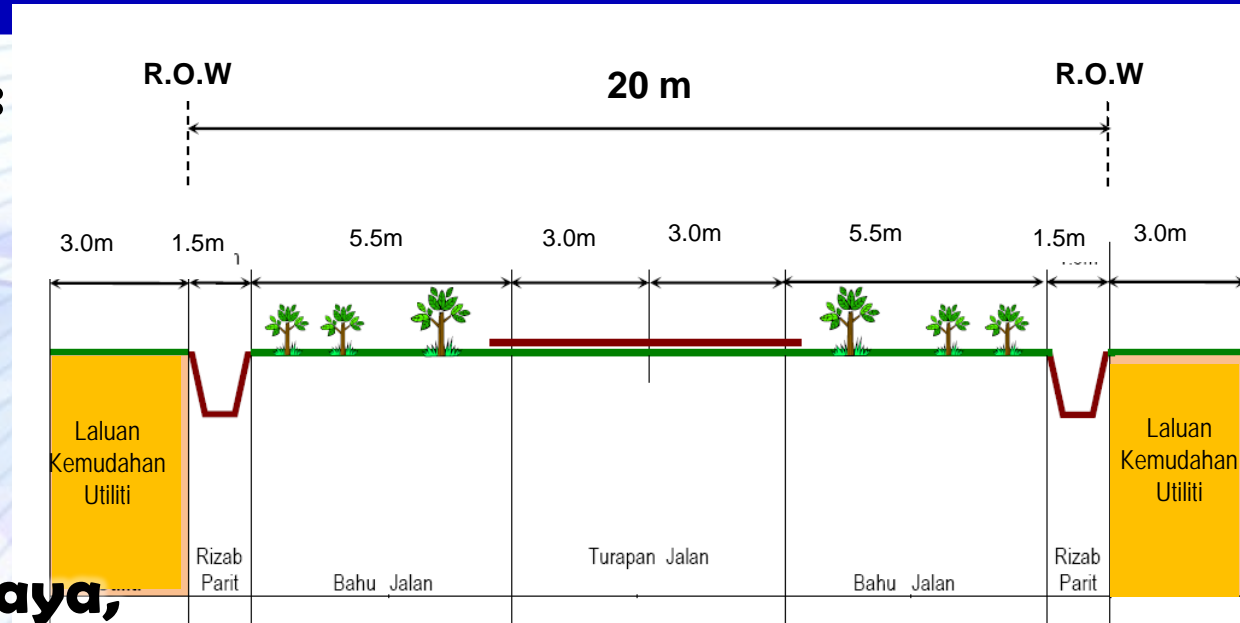 R.O.W
20 m
R.O.W
3.0m 1.5m 5.5m 3.0m 3.0m 5.5m 1.5m 3.0m
Laluan
Kemudahan
Utiliti
Laluan
Kemudahan
Utiliti
Rizab
Parit
Bahu Jalan
Turapan Jalan
Bahu Jalan
Rizab
Parit
aya,